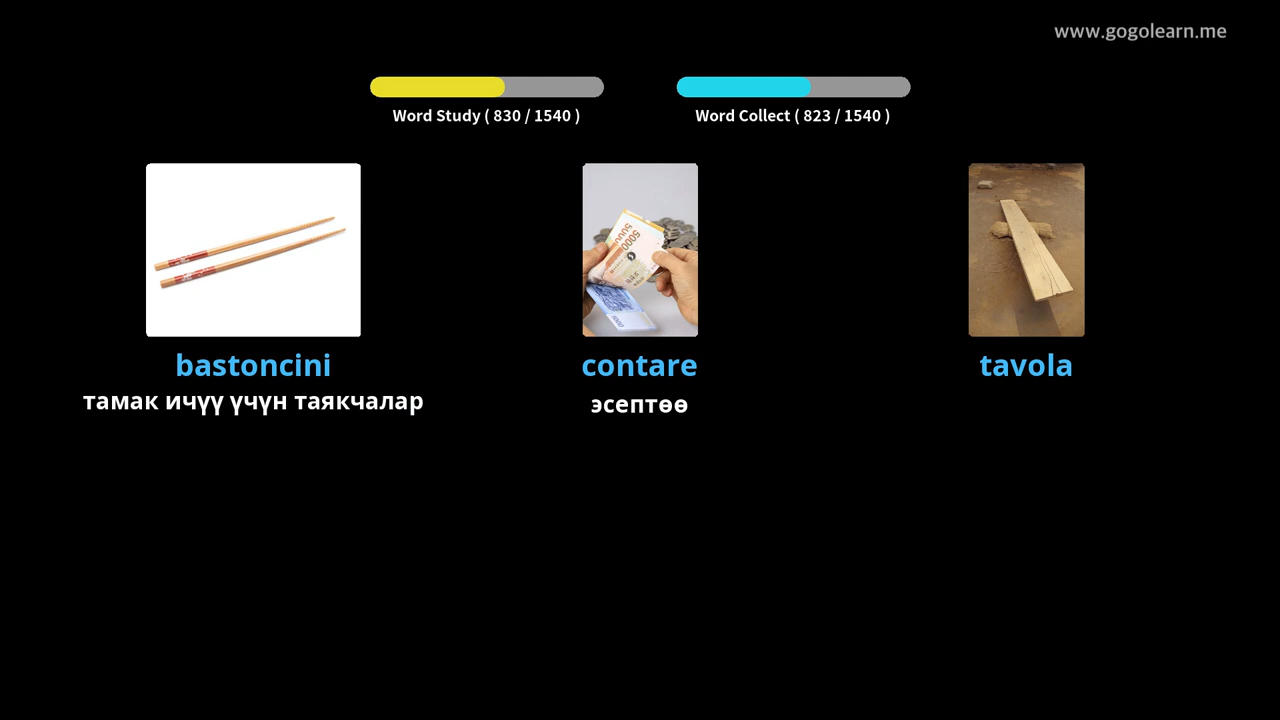 www.gogolearn.me
Word Study ( 830 / 1540 )
Word Collect ( 823 / 1540 )
bastoncini
тамак ичүү үчүн таякчалар
contare
эсептөө
tavola